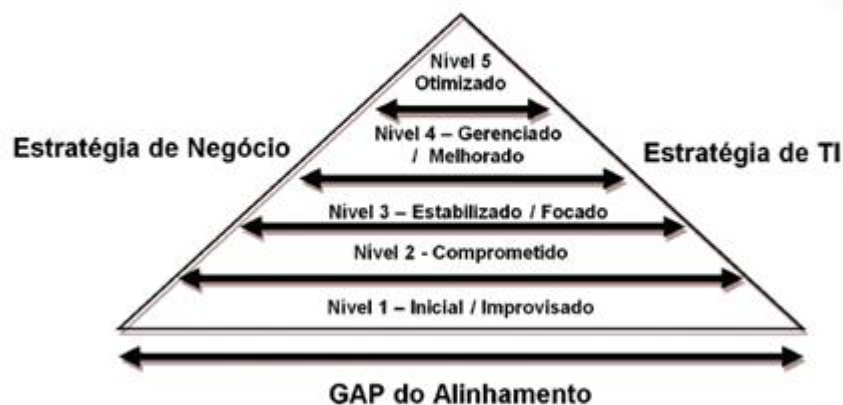 Nível 5
Otimizado
Estratégia de Negócio
Nível 4 – Gerenciado
/ Melhorado
Estratégia de TI
Nível 3 – Estabilizado / Focado
Nível 2 - Comprometido
Nível 1 – Inicial / Improvisado
GAP do Alinhamento